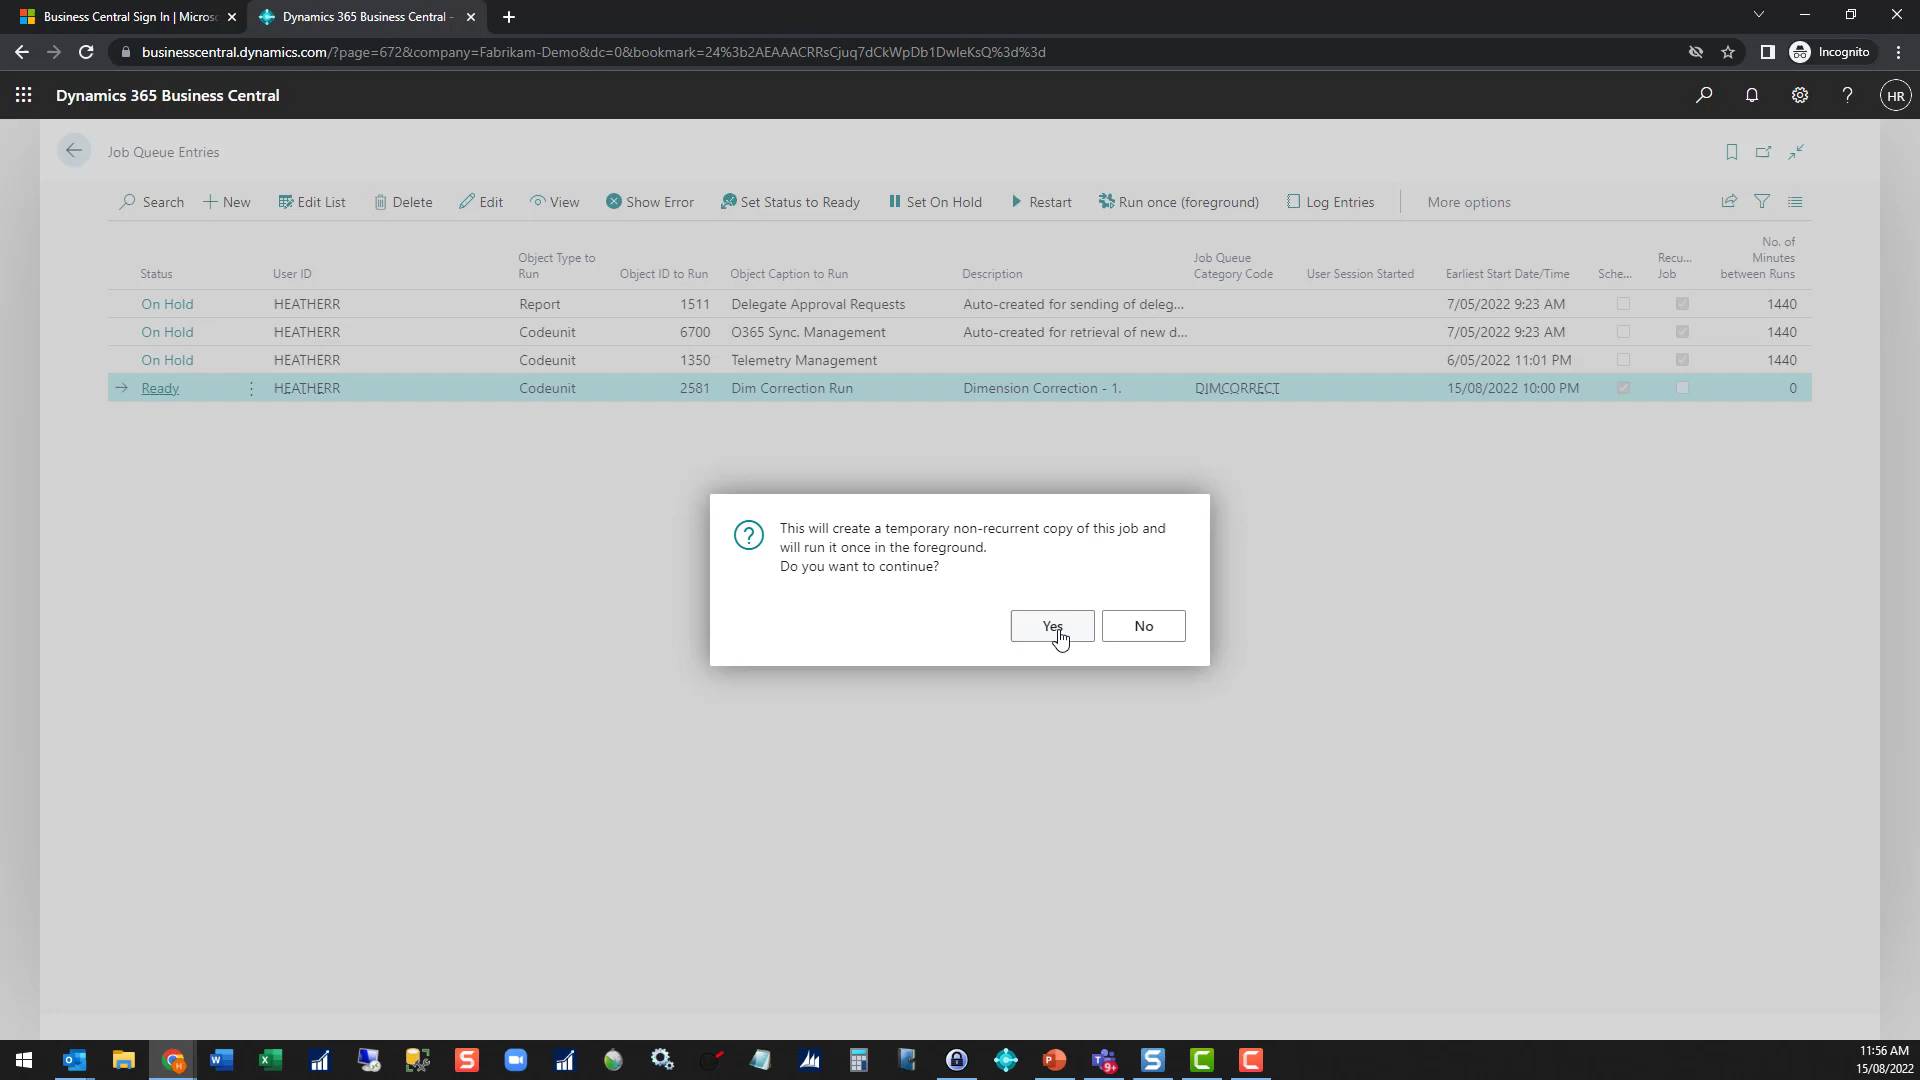 Business Central Sign In | Micros
Dynamics 365 Business Central -
businesscentral.dynamics.com/?page=672&company=Fabrikam-Demo&dc=0&bookmark=24%3b2AEAAACRRsCjuq7dCkWpDb1DwleKsQ%3d%3d
Incognito
Dynamics 365 Business Central
HR
Job Queue Entries
Search New Edit List Delete Edit View Show Error Set Status to Ready Set On Hold Restart Run once (foreground) Log Entries More options
Status User ID Object Type to Run Object ID to Run Object Caption to Run Description Job Queue Category Code User Session Started Earliest Start Date/Time Sche... Recu... Job No. of Minutes between Runs
On Hold HEATHERR Report 1511 Delegate Approval Requests Auto-created for sending of deleg... 7/05/2022 9:23 AM 1440
On Hold HEATHERR Codeunit 6700 O365 Sync. Management Auto-created for retrieval of new d... 7/05/2022 9:23 AM 1440
On Hold HEATHERR Codeunit 1350 Telemetry Management 6/05/2022 11:01 PM 1440
Ready HEATHERR Codeunit 2581 Dim Correction Run Dimension Correction - 1. DIMCORRECT 15/08/2022 10:00 PM 0
This will create a temporary non-recurrent copy of this job and
will run it once in the foreground.
Do you want to continue?
Yes No
11:56 AM
15/08/2022